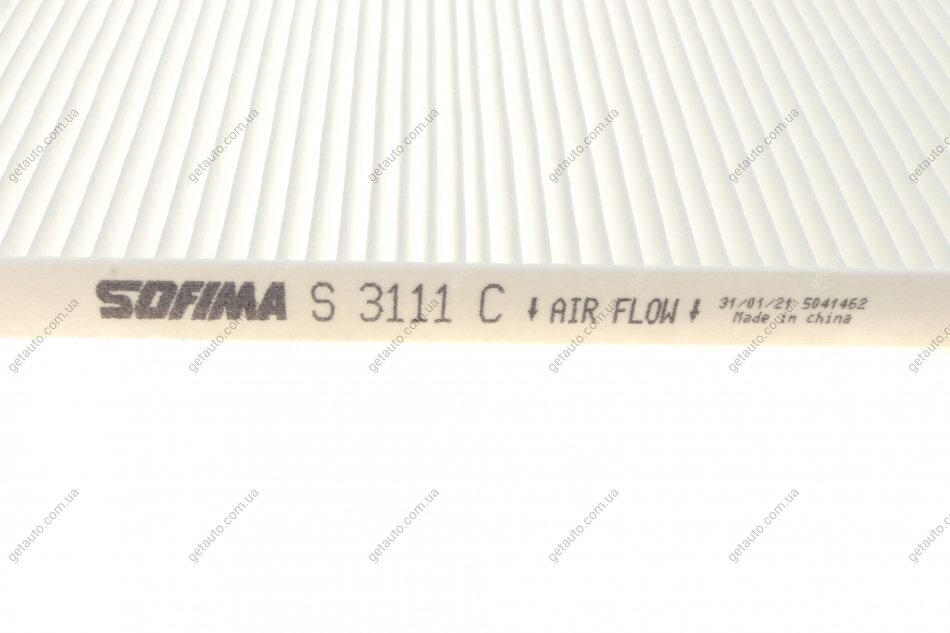 SOFIMA S 3111 C ↓ AIR FLOW ↓ 31/01/21 5041462
Made in china
getauto.com.ua